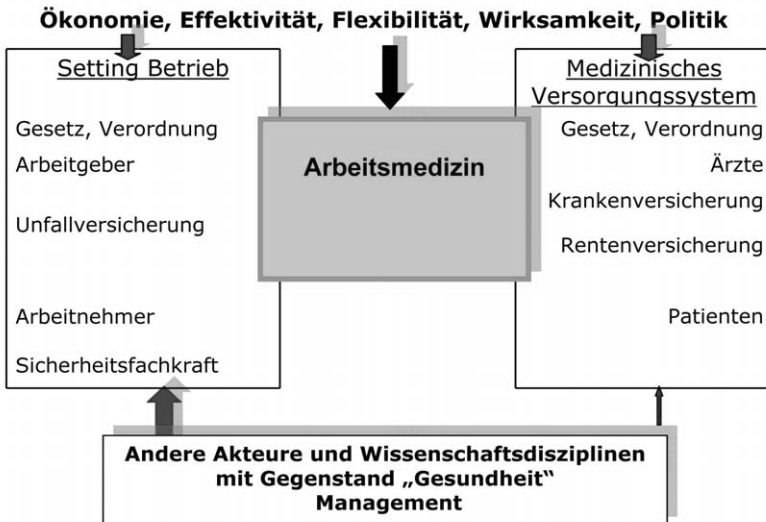 Ökonomie, Effektivität, Flexibilität, Wirksamkeit, Politik
Setting Betrieb
Gesetz, Verordnung
Arbeitgeber
Unfallversicherung
Arbeitnehmer
Sicherheitsfachkraft
Arbeitsmedizin
Medizinisches
Versorgungssystem
Gesetz, Verordnung
Ärzte
Krankenversicherung
Rentenversicherung
Patienten
Andere Akteure und Wissenschaftsdisziplinen
mit Gegenstand „Gesundheit“
Management